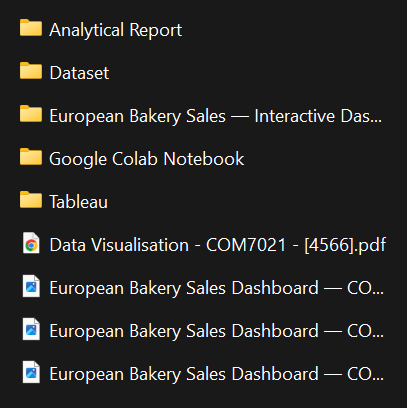 Analytical Report
Dataset
European Bakery Sales — Interactive Das...
Google Colab Notebook
Tableau
Data Visualisation - COM7021 - [4566].pdf
European Bakery Sales Dashboard — CO...
European Bakery Sales Dashboard — CO...
European Bakery Sales Dashboard — CO...